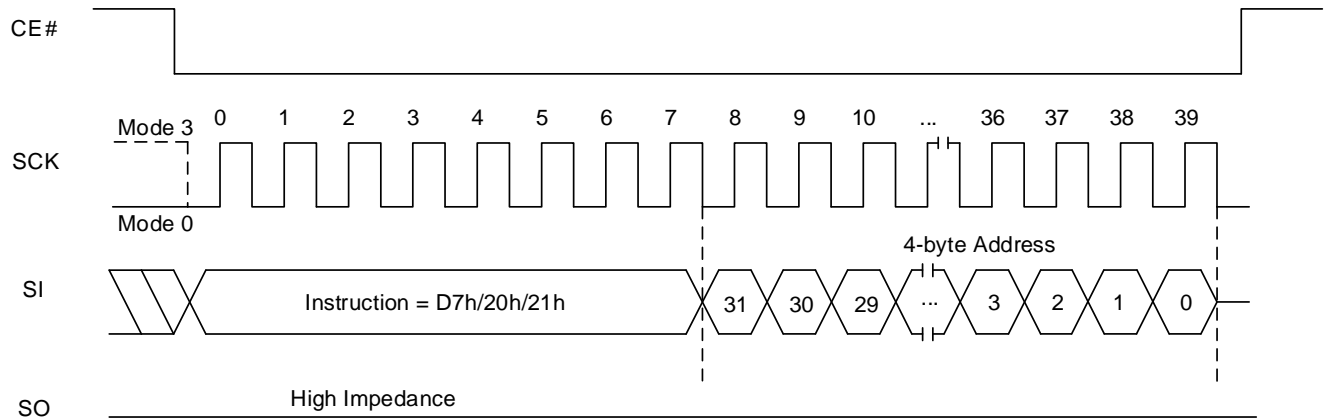 CE#
0 1 2 3 4 5 6 7 8 9 10 ... 36 37 38 39
Mode 3
SCK
Mode 0
4-byte Address
SI
Instruction = D7h/20h/21h 31 30 29 ... 3 2 1 0
High Impedance
SO